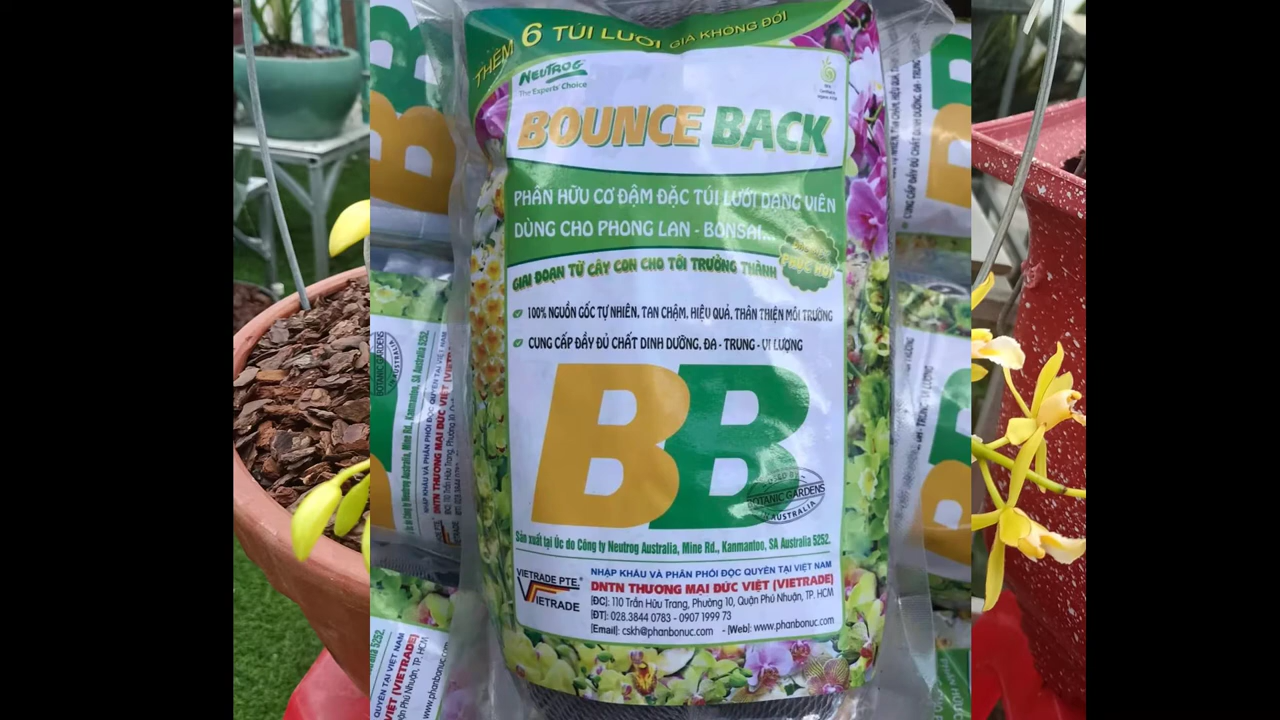 THÊM 6 TÚI LƯỚI GIÁ KHÔNG ĐỔI
NEUTROG
The Experts' Choice
BOUNCE BACK
PHÂN HỮU CƠ ĐẬM ĐẶC TÚI LƯỚI DẠNG VIÊN
DÙNG CHO PHONG LAN - BONSAI...
PHỤC HỒI
GIAI ĐOẠN TỪ CÂY CON CHO TỚI TRƯỞNG THÀNH
100% NGUỒN GỐC TỰ NHIÊN, TAN CHẬM, HIỆU QUẢ, THÂN THIỆN MÔI TRƯỜNG
CUNG CẤP ĐẦY ĐỦ CHẤT DINH DƯỠNG, ĐA - TRUNG - VI LƯỢNG
BB
BOTANIC GARDENS
AUSTRALIA
Sản xuất tại Úc do Công ty Neutrog Australia, Mine Rd., Kanmantoo, SA Australia 5252.
VIETRADE PTE.
VIETRADE
NHẬP KHẨU VÀ PHÂN PHỐI ĐỘC QUYỀN TẠI VIỆT NAM
DNTN THƯƠNG MẠI ĐỨC VIỆT (VIETRADE)
[ĐC]: 110 Trần Hữu Trang, Phường 10, Quận Phú Nhuận, TP. HCM
[ĐT]: 028.3844 0783 - 0907 1999 73
[Email]: cskh@phanbonuc.com - [Web]: www.phanbonuc.com